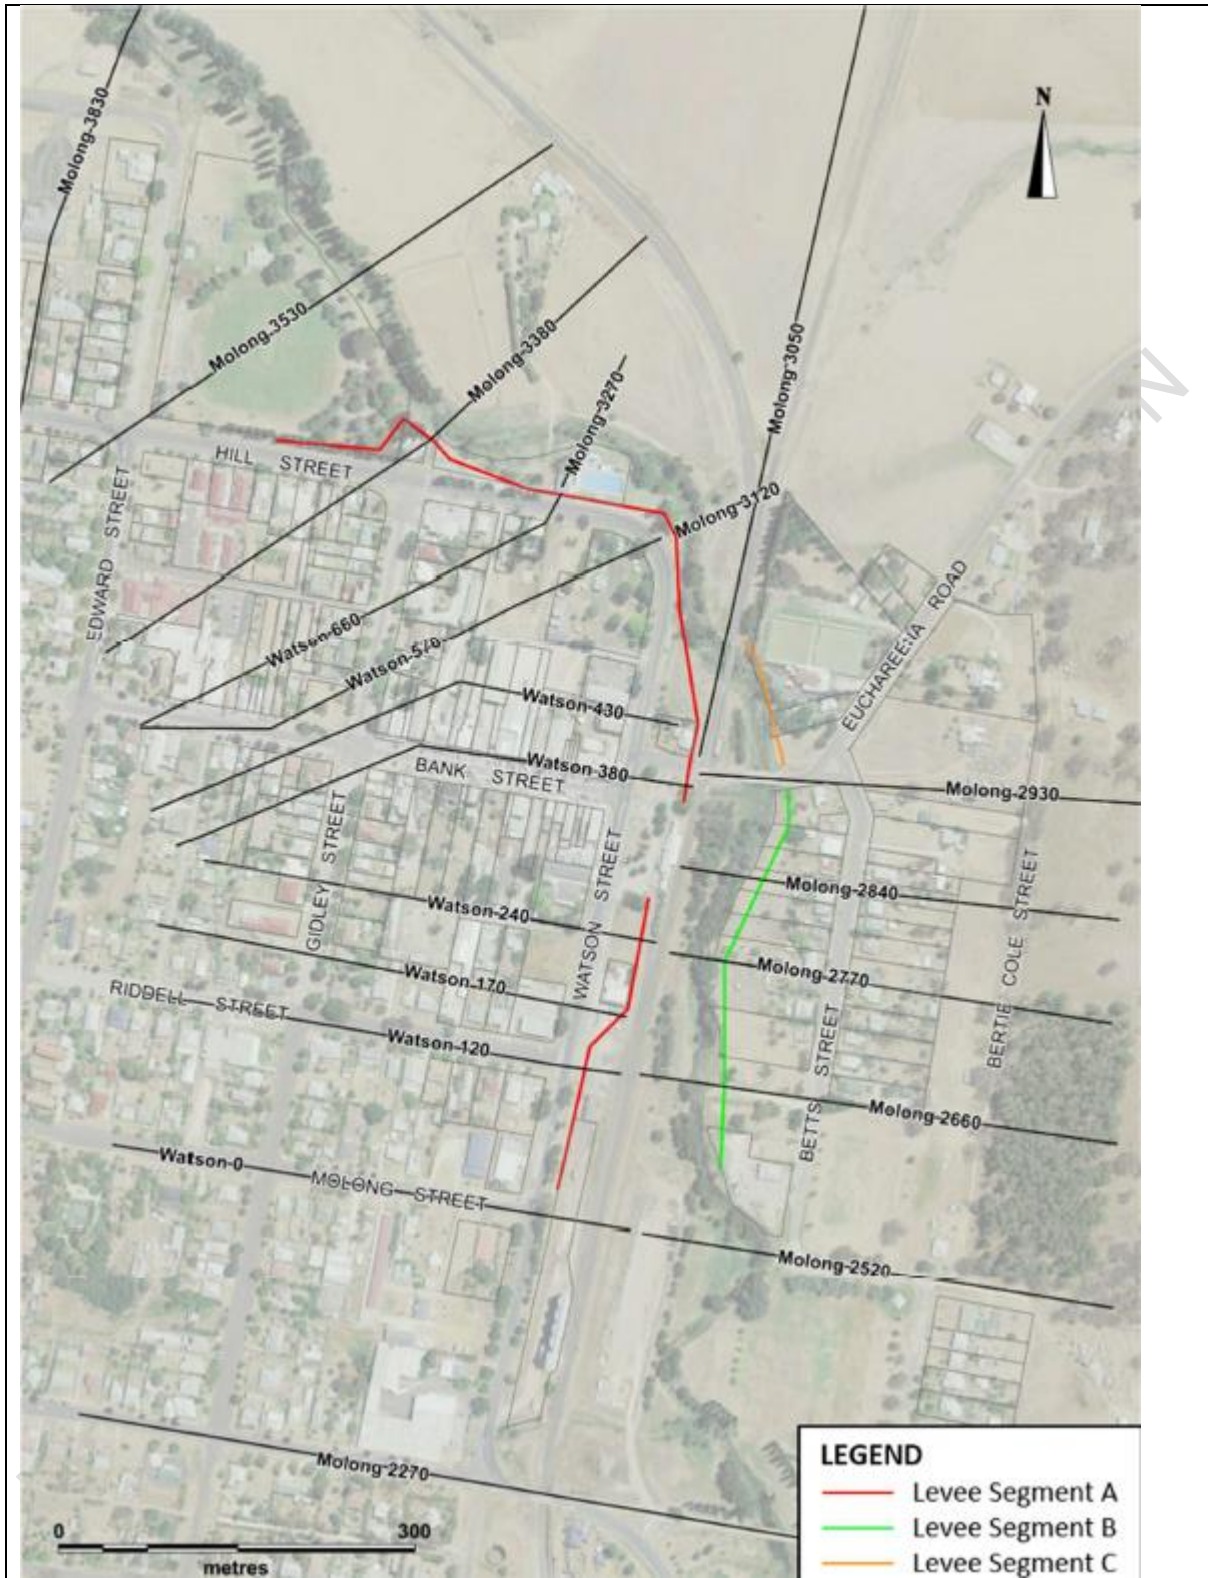 Molong-3830
N
Molong-3530
Molong-3380
Molong-3050
Molong-3270
HILL STREET
Molong-3120
EDWARD STREET
EUCHAREENA ROAD
Watson-660
Watson-570
Watson-430
BANK STREET
Watson-380
Molong-2930
GIDLEY STREET
WATSON STREET
Molong-2840
BERTIE COLE STREET
Watson-240
Watson-170
Molong-2770
RIDDELL STREET
Watson-120
BETTS STREET
Molong-2660
Watson-0
MOLONG STREET
Molong-2520
Molong-2270
0 300
metres
LEGEND
Levee Segment A
Levee Segment B
Levee Segment C
N